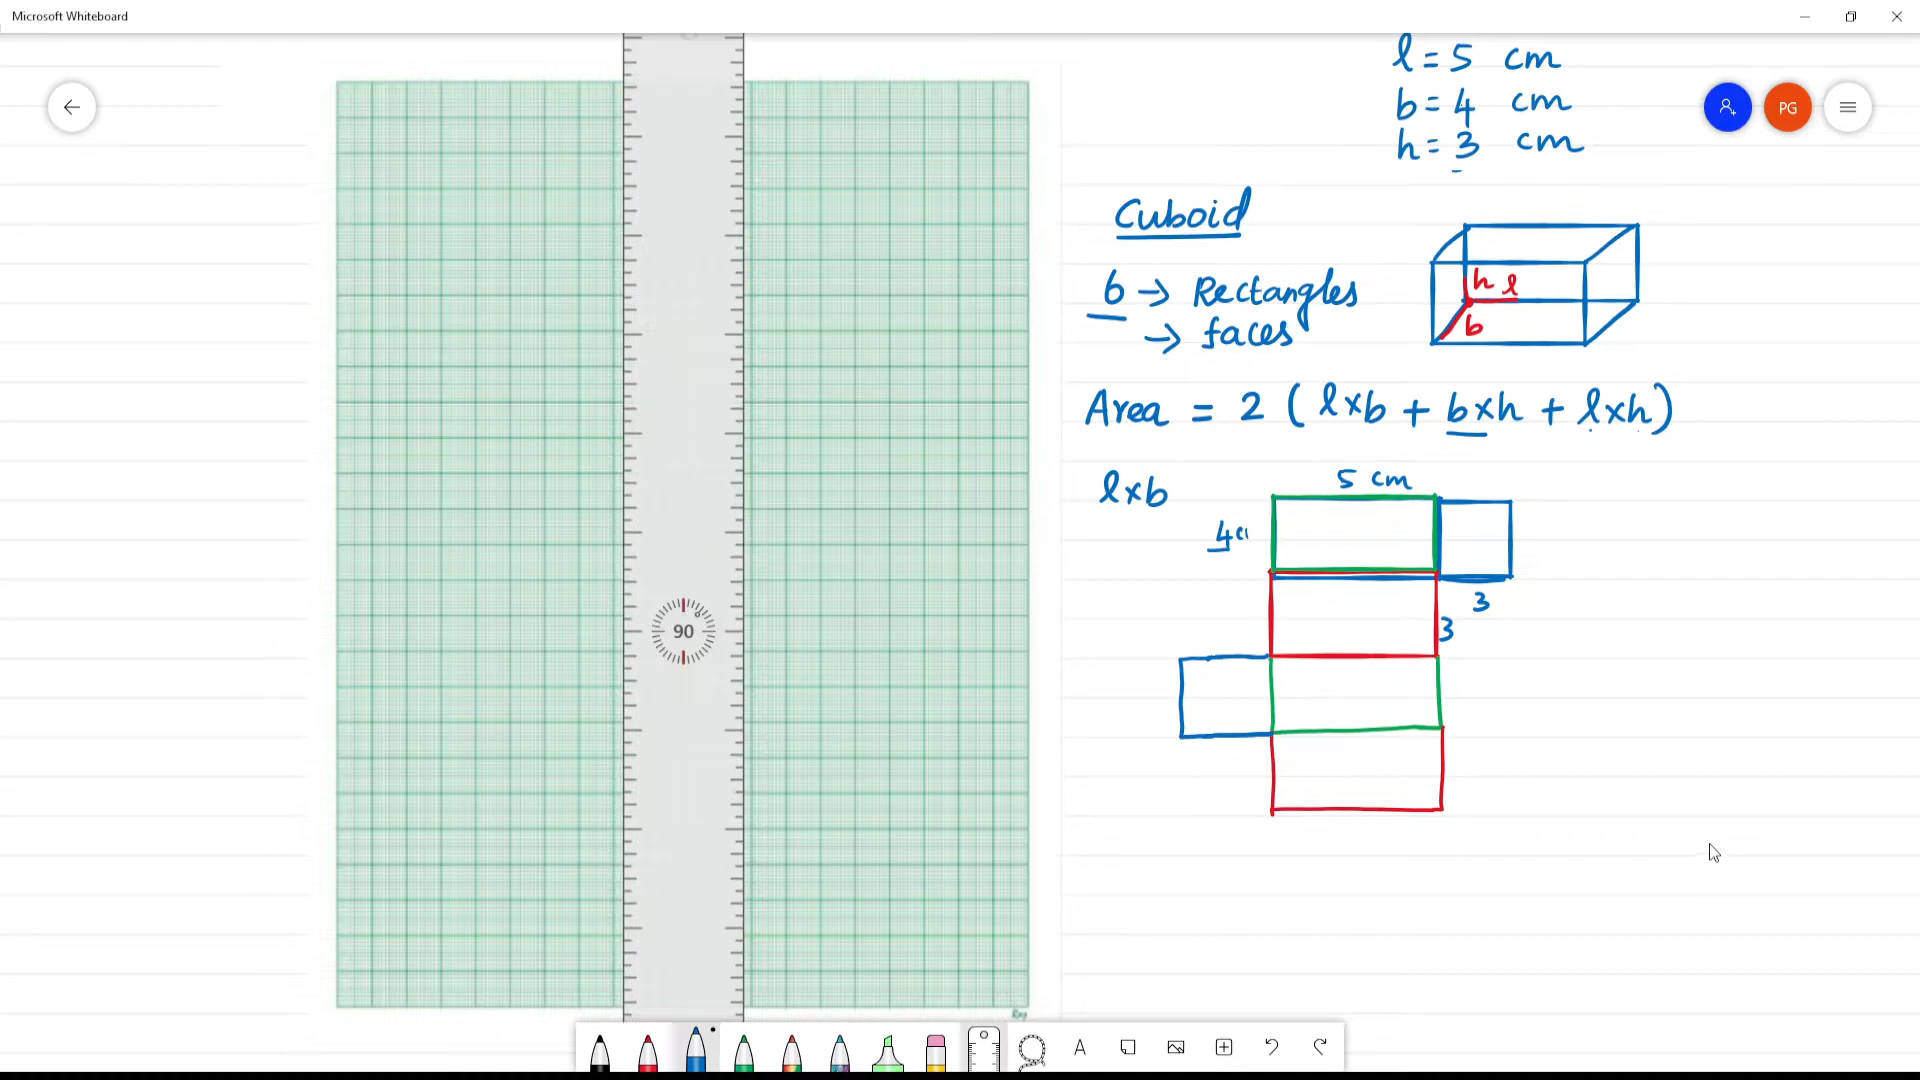 Microsoft Whiteboard
l = 5 cm
b = 4 cm
h = 3 cm
PG
Cuboid
6 → Rectangles
→ faces
h l
b
Area = 2 ( l×b + b×h + l×h )
l×b
5 cm
4c
3
3
90
A